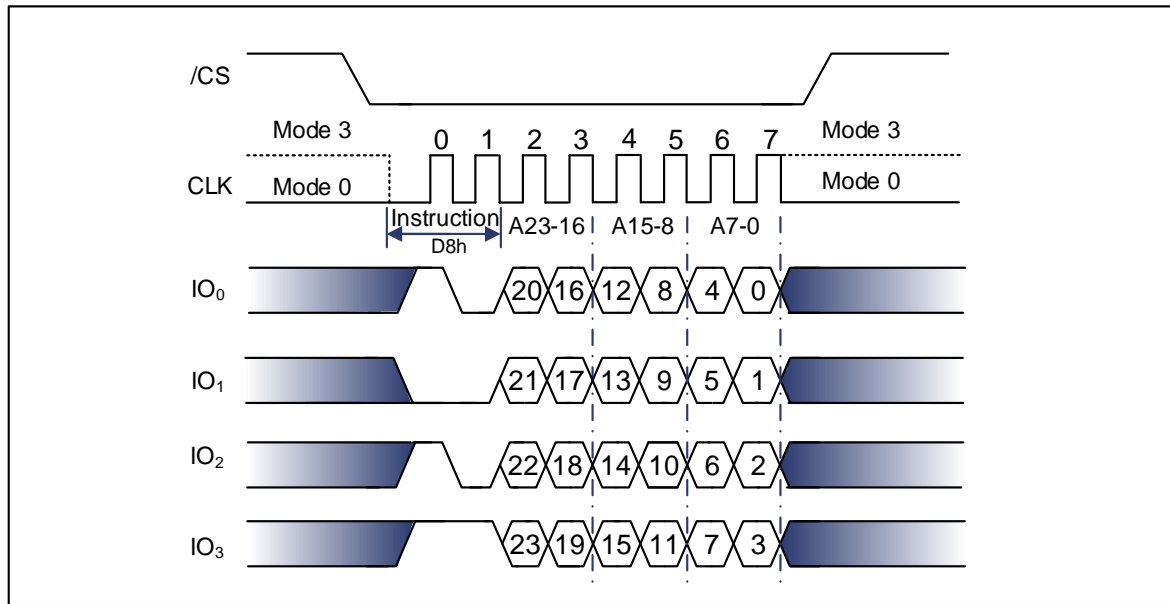 /CS
Mode 3 Mode 3
0 1 2 3 4 5 6 7
CLK Mode 0 Mode 0
Instruction A23-16 A15-8 A7-0
D8h
IO₀ 20 16 12 8 4 0
IO₁ 21 17 13 9 5 1
IO₂ 22 18 14 10 6 2
IO₃ 23 19 15 11 7 3